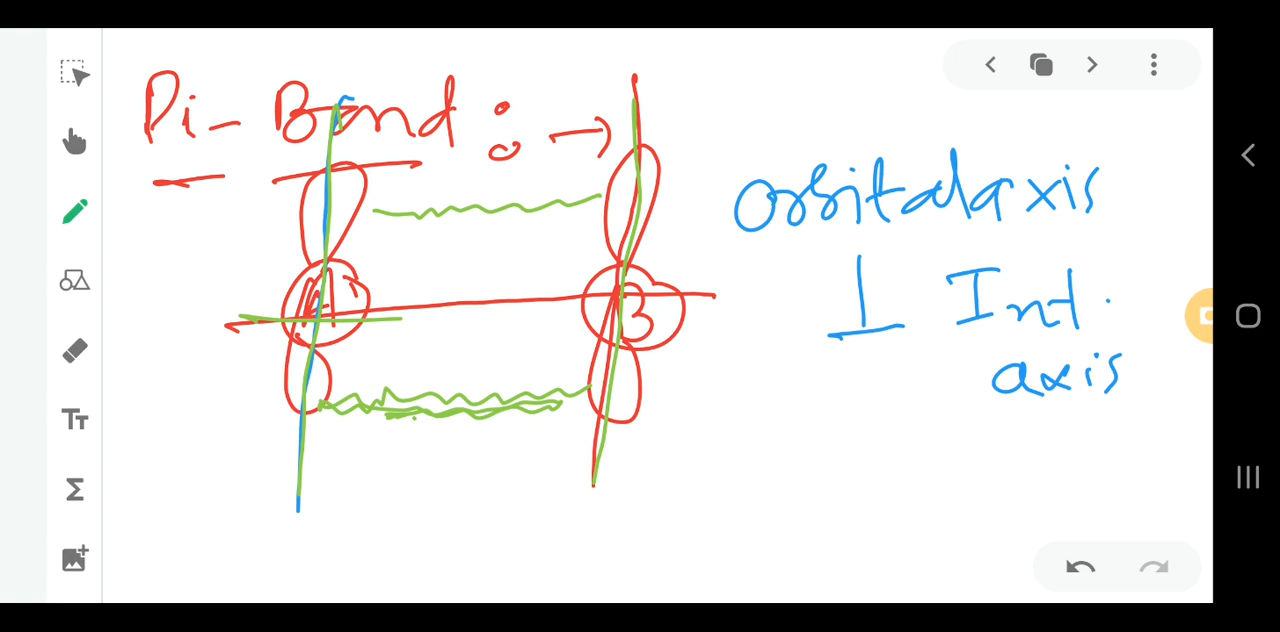 Pi-Bond: →
orbital axis
⊥ Int.
axis
A B